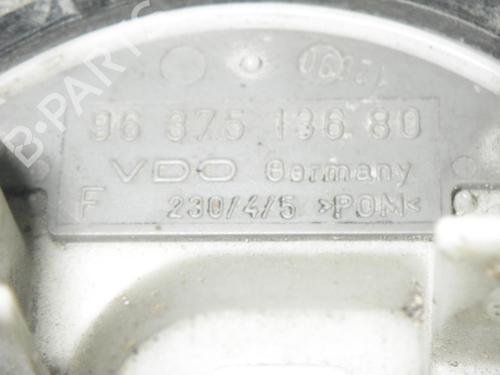 B-PARTS
96 375 136 80
VDO Germany
F 230/4/5 >POM<